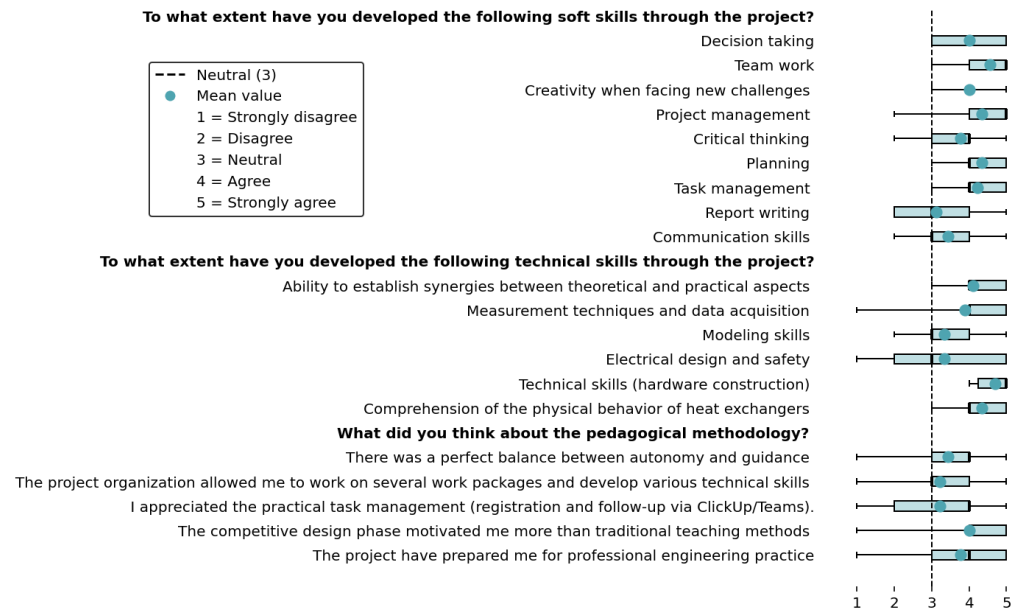 To what extent have you developed the following soft skills through the project?
Decision taking
Team work
Creativity when facing new challenges
Project management
Critical thinking
Planning
Task management
Report writing
Communication skills
Neutral (3)
Mean value
1 = Strongly disagree
2 = Disagree
3 = Neutral
4 = Agree
5 = Strongly agree
To what extent have you developed the following technical skills through the project?
Ability to establish synergies between theoretical and practical aspects
Measurement techniques and data acquisition
Modeling skills
Electrical design and safety
Technical skills (hardware construction)
Comprehension of the physical behavior of heat exchangers
What did you think about the pedagogical methodology?
There was a perfect balance between autonomy and guidance
The project organization allowed me to work on several work packages and develop various technical skills
I appreciated the practical task management (registration and follow-up via ClickUp/Teams).
The competitive design phase motivated me more than traditional teaching methods
The project have prepared me for professional engineering practice
1 2 3 4 5